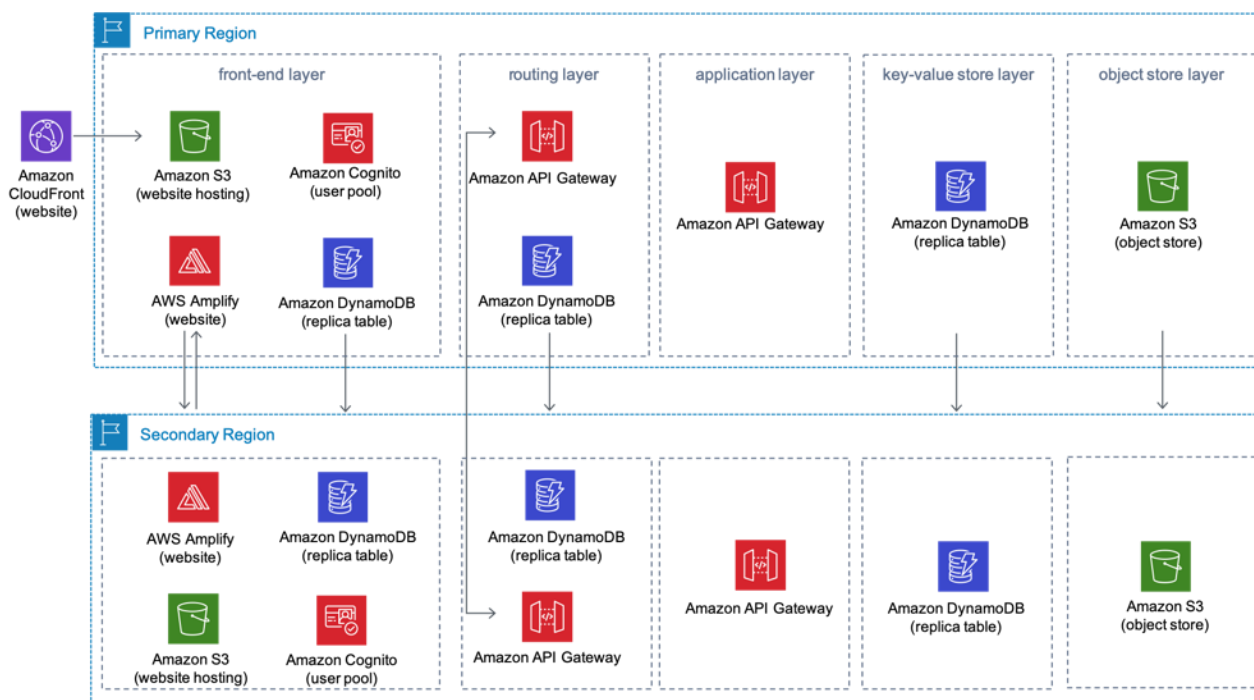 Primary Region
front-end layer
routing layer
application layer
key-value store layer
object store layer
Amazon
CloudFront
(website)
Amazon S3
(website hosting)
Amazon Cognito
(user pool)
AWS Amplify
(website)
Amazon DynamoDB
(replica table)
Amazon API Gateway
Amazon DynamoDB
(replica table)
Amazon API Gateway
Amazon DynamoDB
(replica table)
Amazon S3
(object store)
Secondary Region
AWS Amplify
(website)
Amazon DynamoDB
(replica table)
Amazon S3
(website hosting)
Amazon Cognito
(user pool)
Amazon DynamoDB
(replica table)
Amazon API Gateway
Amazon API Gateway
Amazon DynamoDB
(replica table)
Amazon S3
(object store)